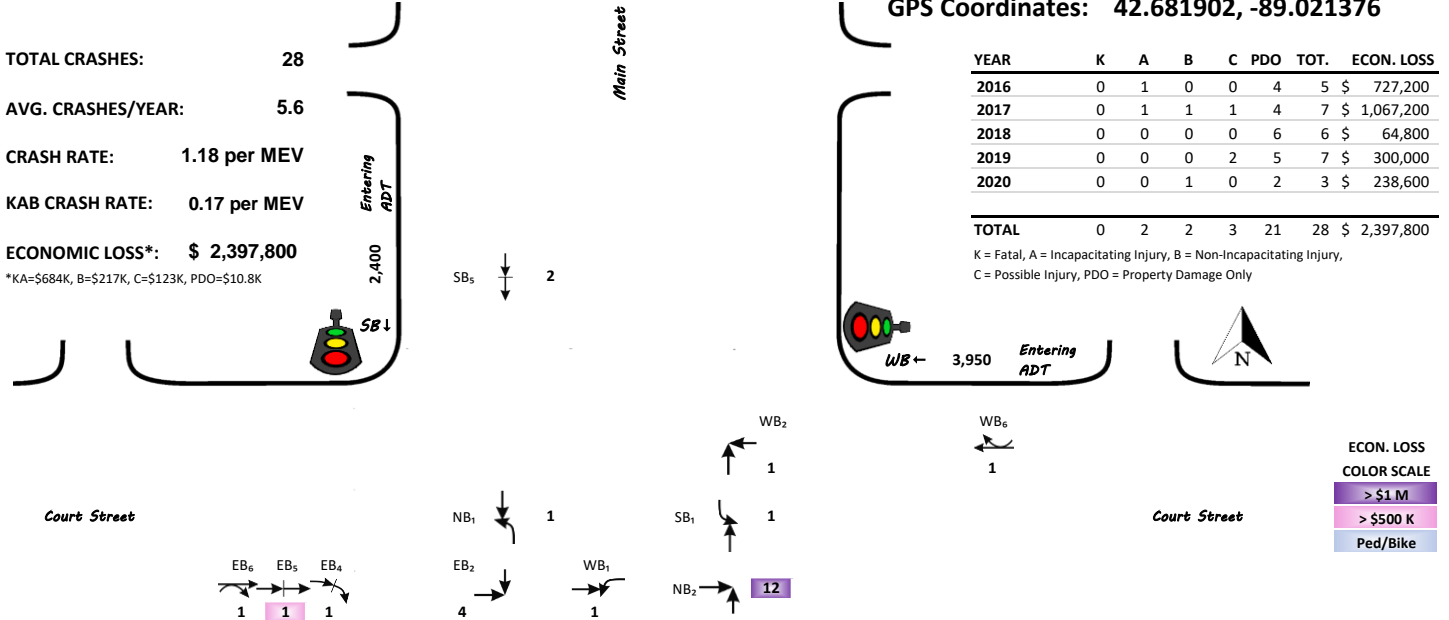 GPS Coordinates: 42.681902, -89.021376
TOTAL CRASHES: 28
AVG. CRASHES/YEAR: 5.6
CRASH RATE: 1.18 per MEV
KAB CRASH RATE: 0.17 per MEV
ECONOMIC LOSS*: $ 2,397,800
*KA=$684K, B=$217K, C=$123K, PDO=$10.8K
Entering
ADT
2,400
SB↓
Main Street
YEAR K A B C PDO TOT. ECON. LOSS
2016 0 1 0 0 4 5 $ 727,200
2017 0 1 1 1 4 7 $ 1,067,200
2018 0 0 0 0 6 6 $ 64,800
2019 0 0 0 2 5 7 $ 300,000
2020 0 0 1 0 2 3 $ 238,600
TOTAL 0 2 2 3 21 28 $ 2,397,800
K = Fatal, A = Incapacitating Injury, B = Non-Incapacitating Injury,
C = Possible Injury, PDO = Property Damage Only
SB₅ 2
WB← 3,950 Entering
ADT
N
WB₂
1
WB₆
1
ECON. LOSS
COLOR SCALE
> $1 M
> $500 K
Ped/Bike
Court Street
NB₁ 1
SB₁ 1
Court Street
EB₆ EB₅ EB₄
1 1 1
EB₂
4
WB₁
1
NB₂ 12